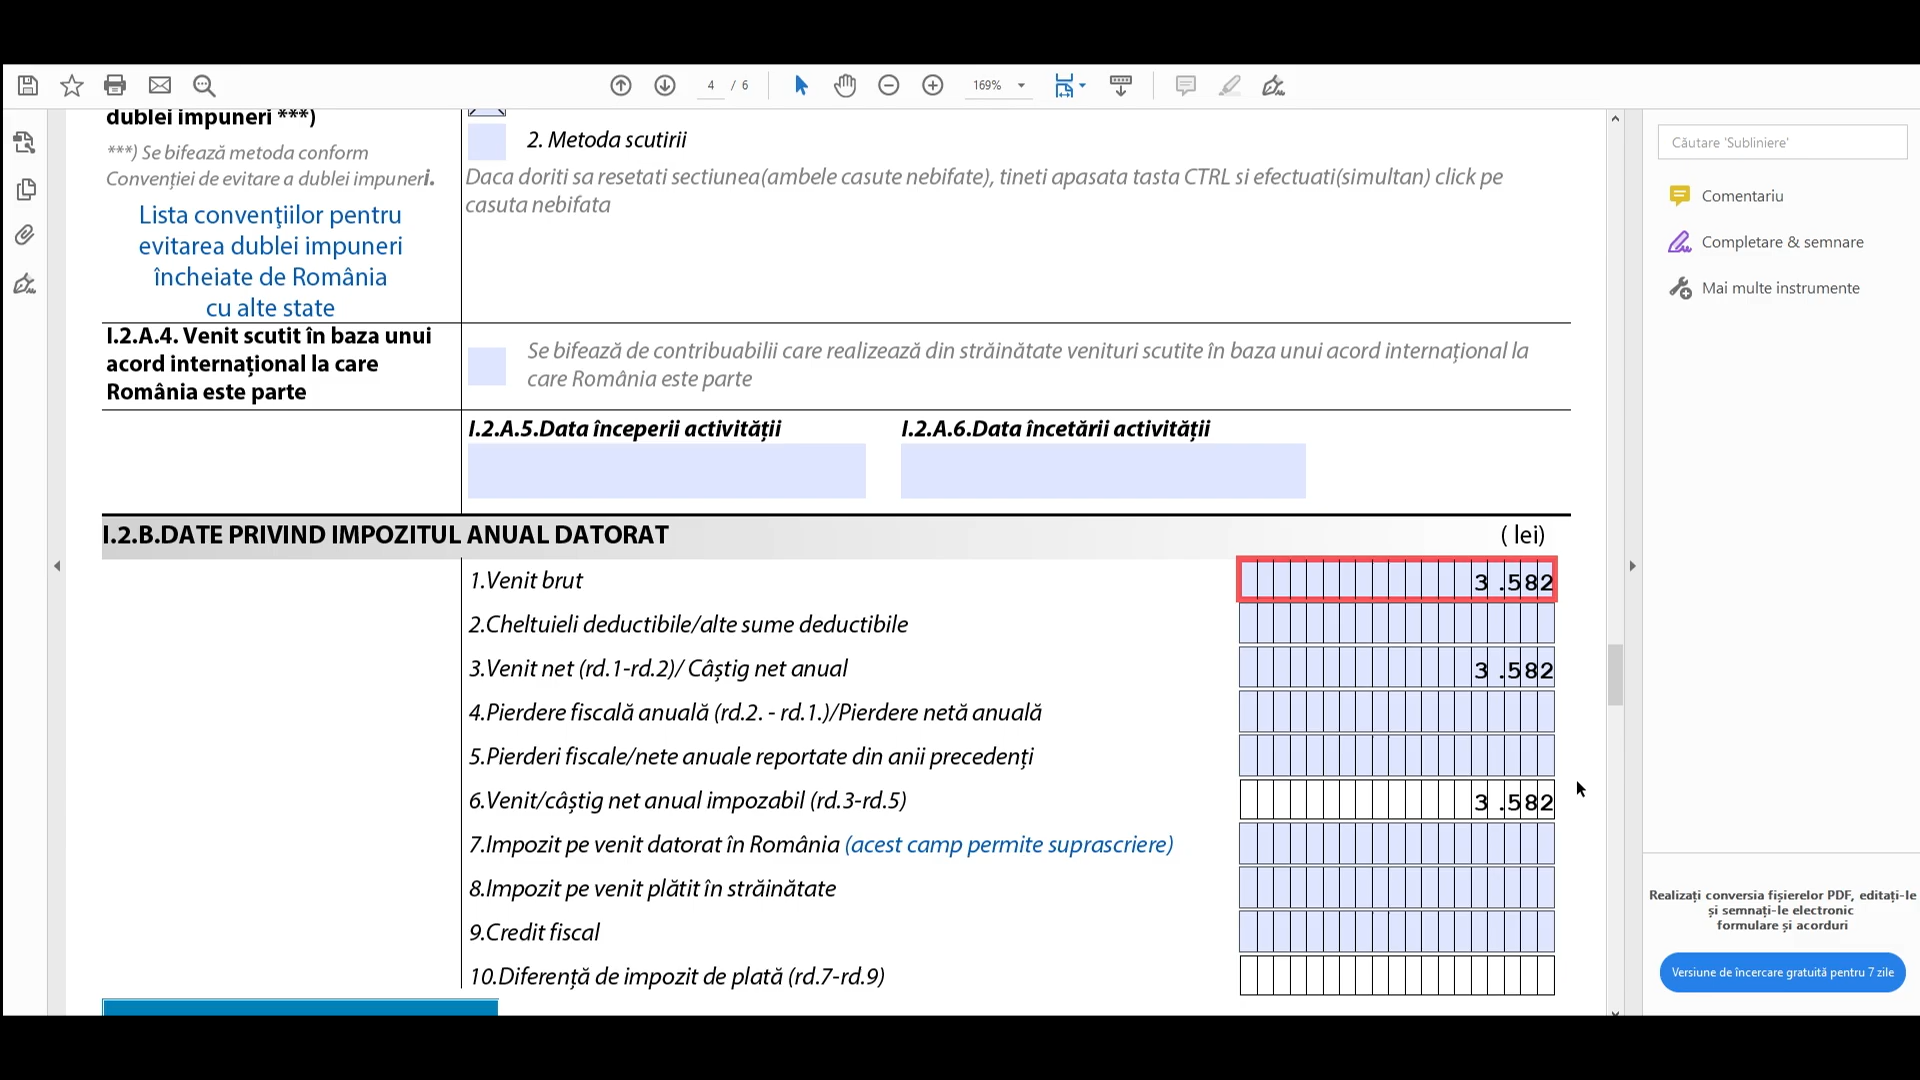 4 / 6
169%
dublei impuneri ***)
***) Se bifează metoda conform
Convenției de evitare a dublei impuneri.
Lista convenţiilor pentru
evitarea dublei impuneri
încheiate de România
cu alte state
2. Metoda scutirii
Daca doriti sa resetati sectiunea(ambele casute nebifate), tineti apasata tasta CTRL si efectuati(simultan) click pe
casuta nebifata
I.2.A.4. Venit scutit în baza unui
acord internațional la care
România este parte
Se bifează de contribuabilii care realizează din străinătate venituri scutite în baza unui acord internațional la
care România este parte
I.2.A.5.Data începerii activității
I.2.A.6.Data încetării activității
I.2.B.DATE PRIVIND IMPOZITUL ANUAL DATORAT ( lei)
1.Venit brut 3.582
2.Cheltuieli deductibile/alte sume deductibile
3.Venit net (rd.1-rd.2)/ Câștig net anual 3.582
4.Pierdere fiscală anuală (rd.2. - rd.1.)/Pierdere netă anuală
5.Pierderi fiscale/nete anuale reportate din anii precedenți
6.Venit/câștig net anual impozabil (rd.3-rd.5) 3.582
7.Impozit pe venit datorat în România (acest camp permite suprascriere)
8.Impozit pe venit plătit în străinătate
9.Credit fiscal
10.Diferență de impozit de plată (rd.7-rd.9)
Căutare 'Subliniere'
Comentariu
Completare & semnare
Mai multe instrumente
Realizați conversia fișierelor PDF, editați-le
și semnați-le electronic
formulare și acorduri
Versiune de încercare gratuită pentru 7 zile